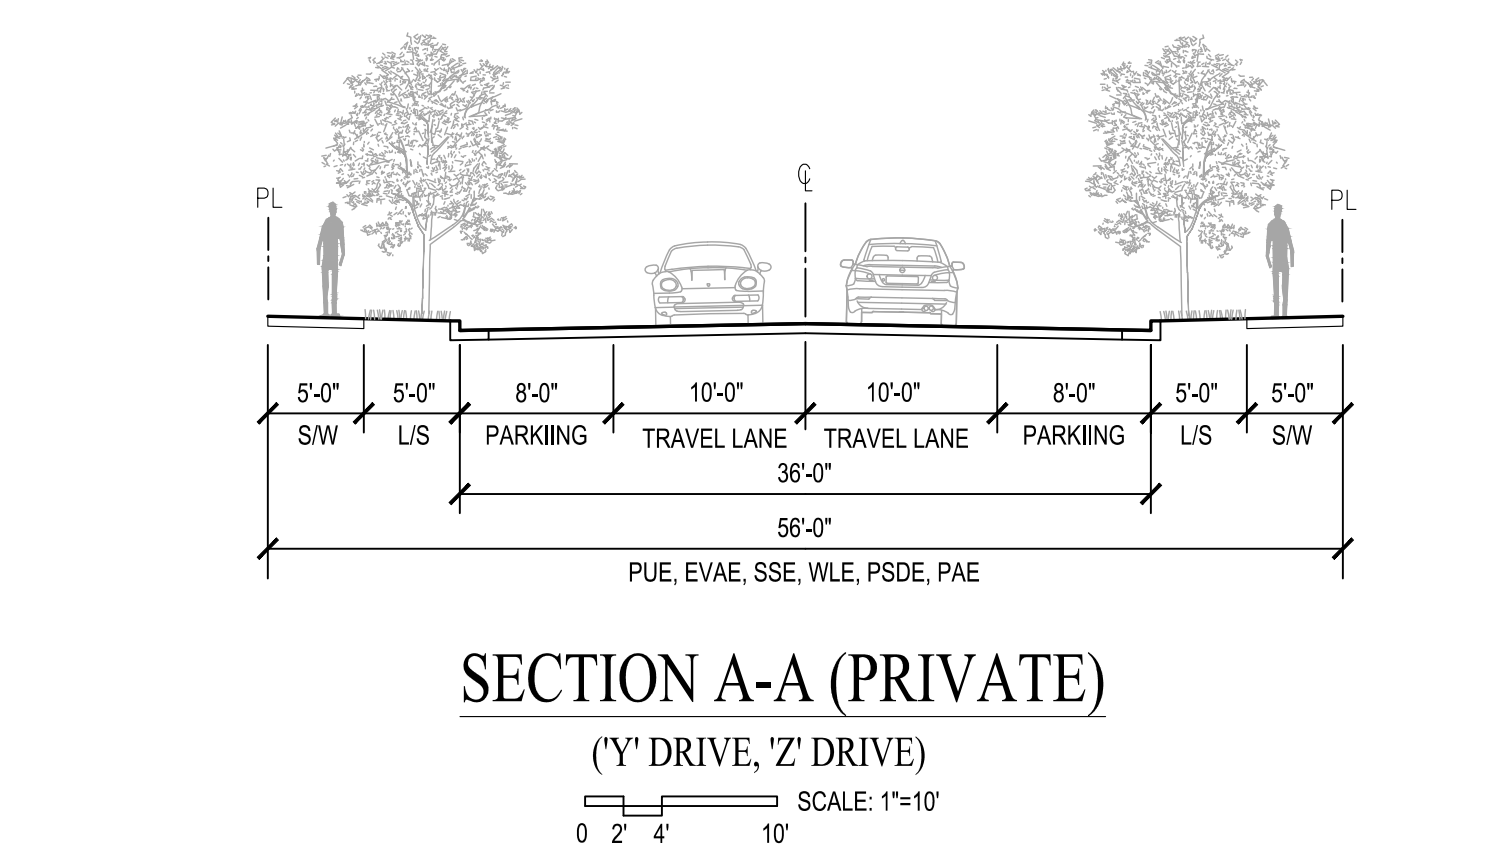 ℄
PL
PL
5'-0" 5'-0" 8'-0" 10'-0" 10'-0" 8'-0" 5'-0" 5'-0"
S/W L/S PARKIING TRAVEL LANE TRAVEL LANE PARKIING L/S S/W
36'-0"
56'-0"
PUE, EVAE, SSE, WLE, PSDE, PAE
SECTION A-A (PRIVATE)
('Y' DRIVE, 'Z' DRIVE)
SCALE: 1"=10'
0 2' 4' 10'